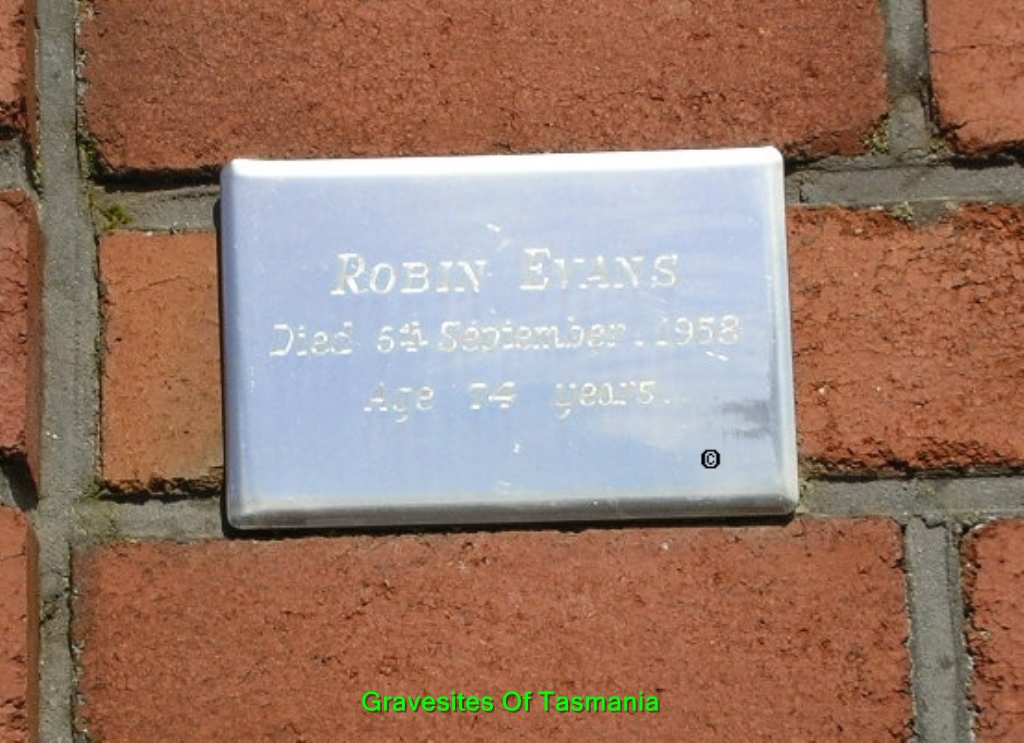 ROBIN EVANS
Died 6th September. 1958
Age 74 years.
©
Gravesites Of Tasmania